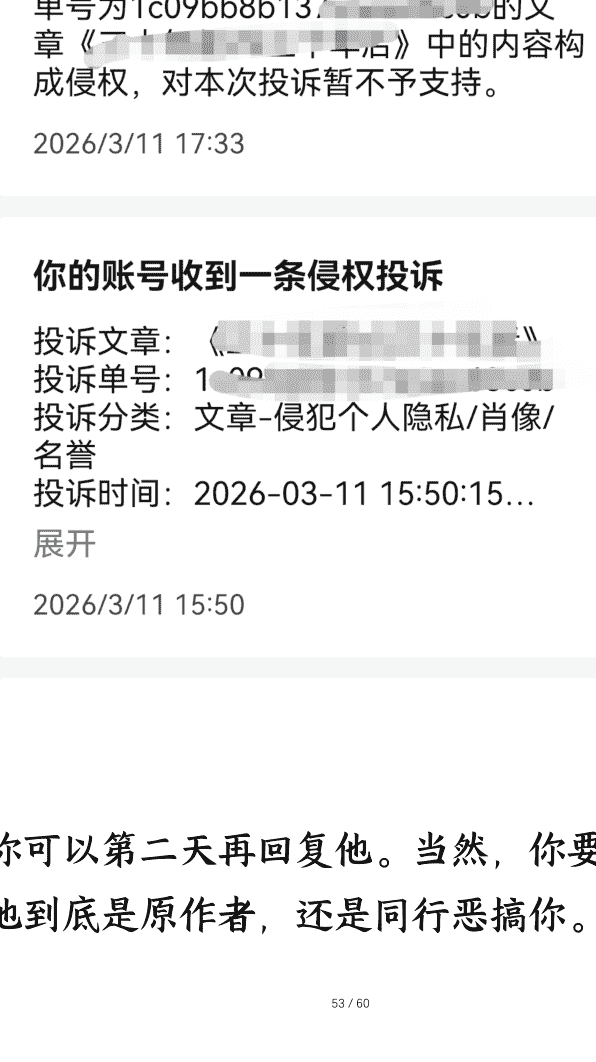 单号为1c09bb8b137 的文
章《 》中的内容构
成侵权，对本次投诉暂不予支持。
2026/3/11 17:33
你的账号收到一条侵权投诉
投诉文章：《 》
投诉单号：1
投诉分类：文章-侵犯个人隐私/肖像/
名誉
投诉时间：2026-03-11 15:50:15...
展开
2026/3/11 15:50
你可以第二天再回复他。当然，你要
他到底是原作者，还是同行恶搞你。
53 / 60